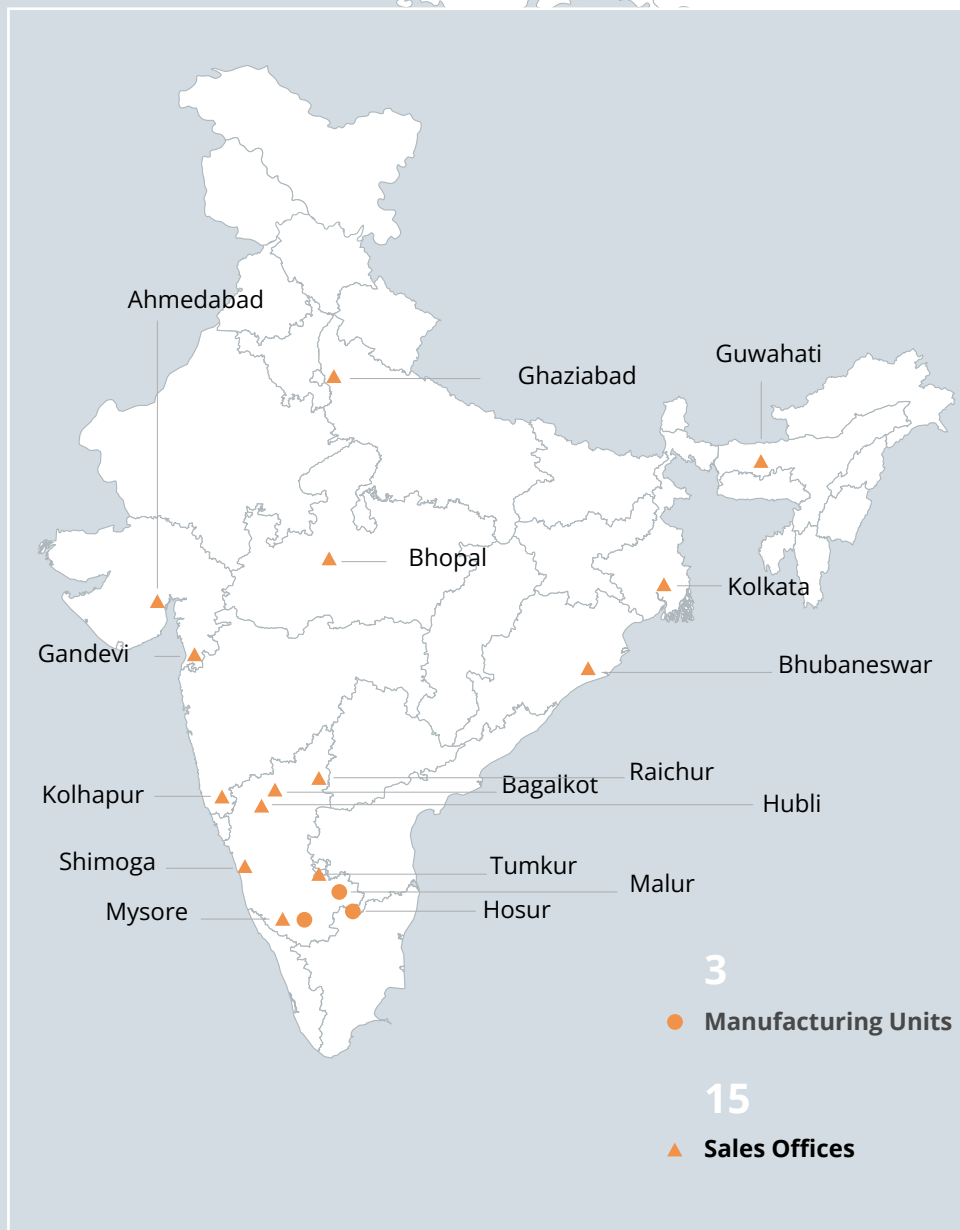 Ahmedabad
Guwahati
Ghaziabad
Bhopal
Kolkata
Gandevi
Bhubaneswar
Raichur
Bagalkot
Kolhapur
Hubli
Shimoga
Tumkur
Malur
Mysore
Hosur
3
Manufacturing Units
15
Sales Offices